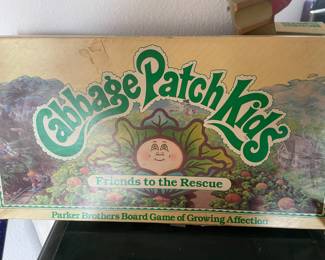 Cabbage Patch Kids
Friends to the Rescue
Parker Brothers Board Game of Growing Affection